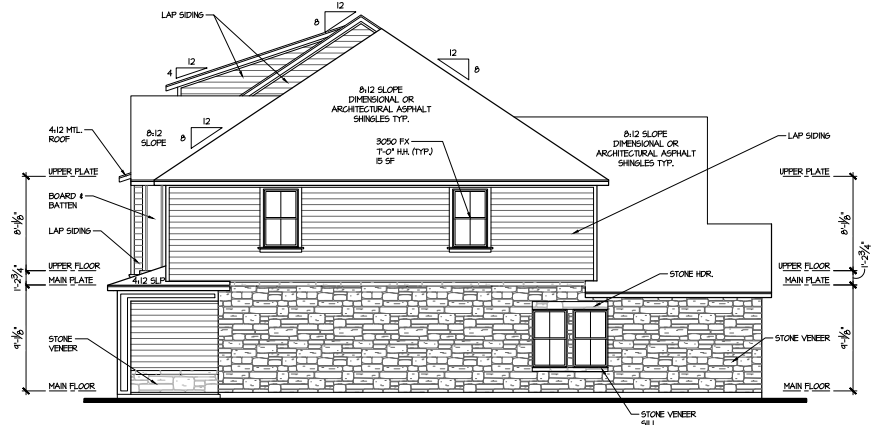 LAP SIDING
12
8
12
4
12
8
12
8
8:12 SLOPE
DIMENSIONAL OR
ARCHITECTURAL ASPHALT
SHINGLES TYP.
4:12 MTL.
ROOF
8:12
SLOPE
3050 FX
7'-0" H.H. (TYP.)
15 SF
8:12 SLOPE
DIMENSIONAL OR
ARCHITECTURAL ASPHALT
SHINGLES TYP.
LAP SIDING
UPPER PLATE
UPPER PLATE
BOARD &
BATTEN
8'-1 1/8"
8'-1 1/8"
LAP SIDING
UPPER FLOOR
UPPER FLOOR
1'-2 3/4"
1'-2 3/4"
MAIN PLATE
4:12 SLP
STONE HDR.
MAIN PLATE
9'-1 1/8"
9'-1 1/8"
STONE
VENEER
STONE VENEER
MAIN FLOOR
MAIN FLOOR
STONE VENEER
SILL